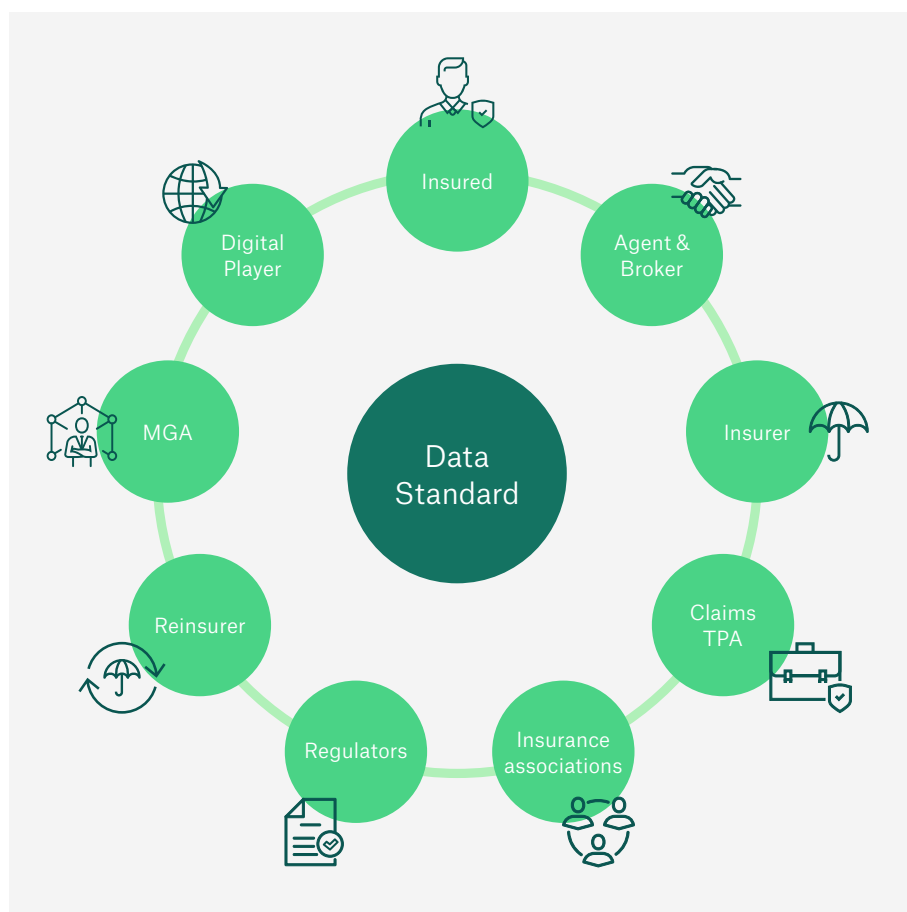 Insured
Agent &
Broker
Insurer
Claims
TPA
Insurance
associations
Regulators
Reinsurer
MGA
Digital
Player
Data
Standard